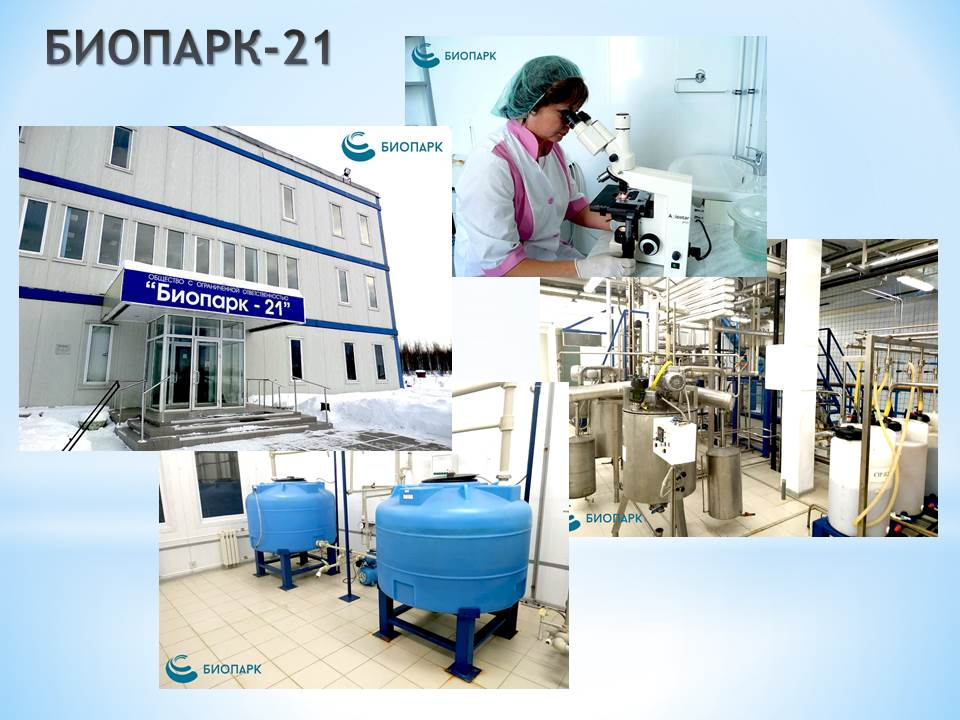 БИОПАРК-21
БИОПАРК
БИОПАРК
ОБЩЕСТВО С ОГРАНИЧЕННОЙ ОТВЕТСТВЕННОСТЬЮ
“Биопарк - 21”
БИОПАРК
БИОПАРК